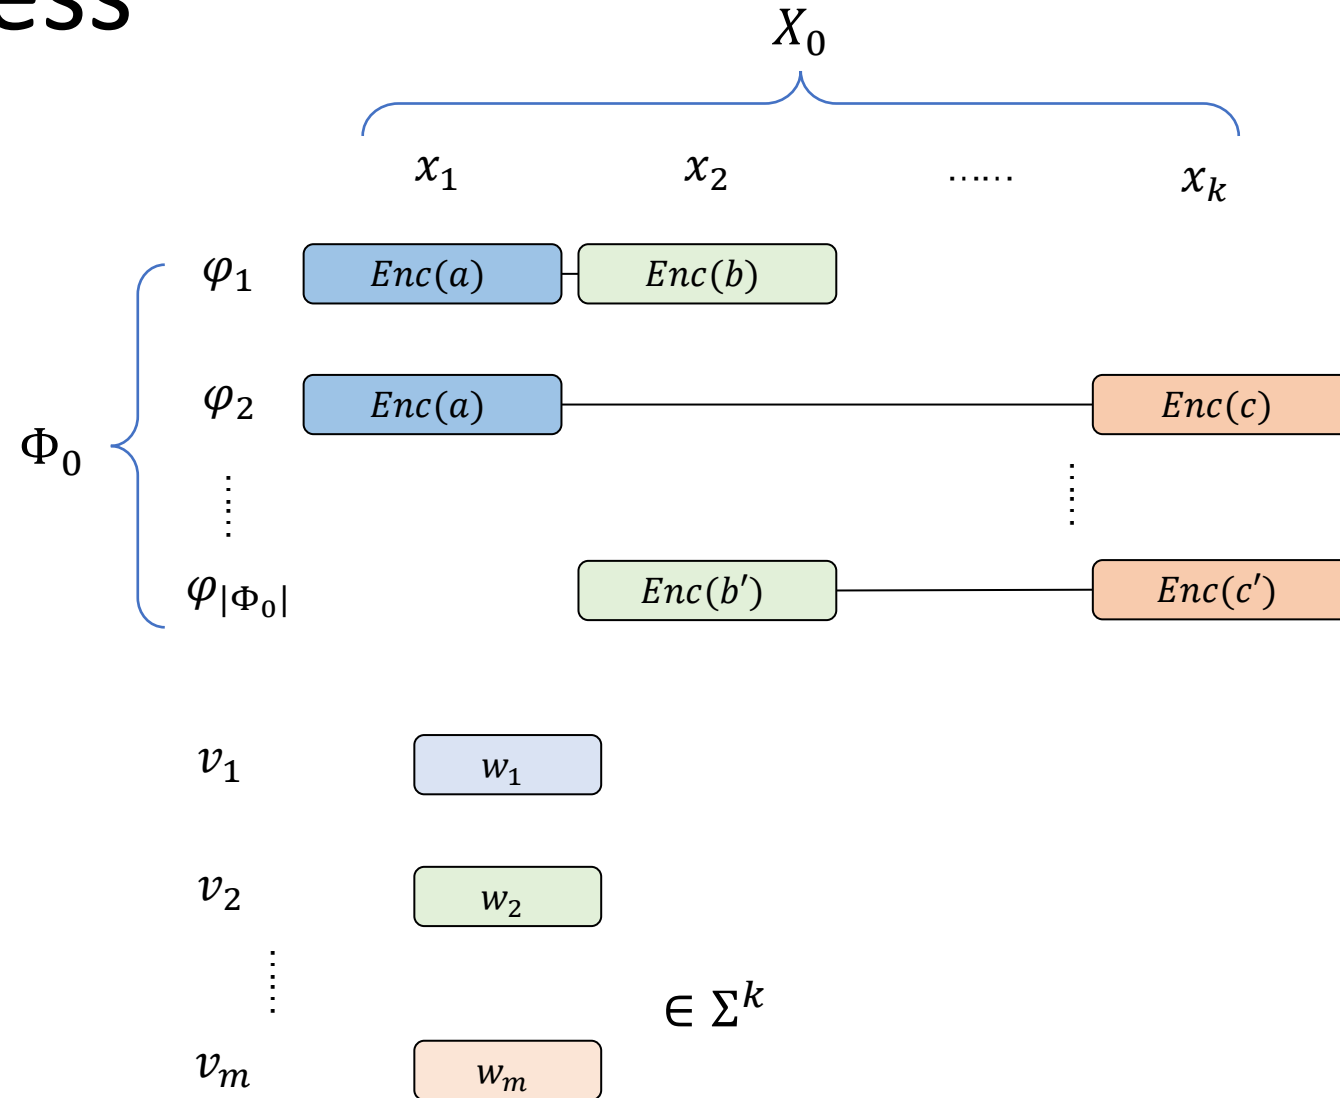 ess
X₀
x₁ x₂ …… xₖ
φ₁ Enc(a) Enc(b)
φ₂ Enc(a) Enc(c)
Φ₀
φ|Φ₀| Enc(b′) Enc(c′)
v₁ w₁
v₂ w₂
∈ Σᵏ
vₘ wₘ